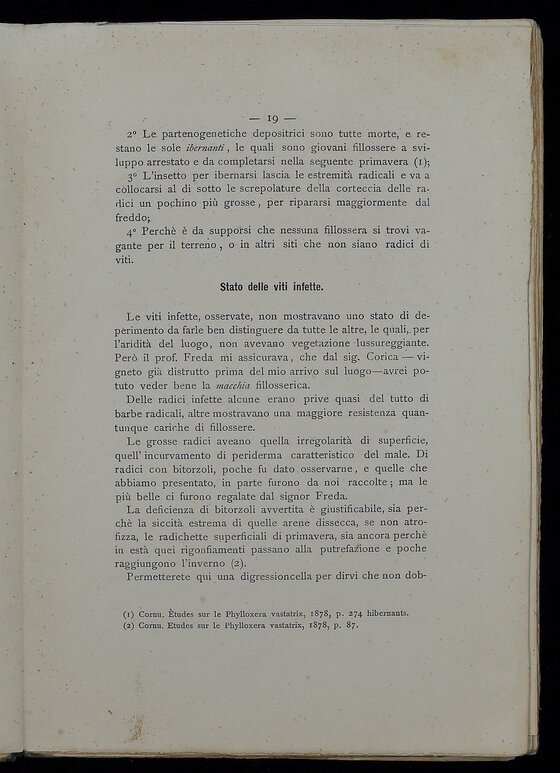 — 19 —
2° Le partenogenetiche depositrici sono tutte morte, e re-
stano le sole ibernanti, le quali sono giovani fillossere a svi-
luppo arrestato e da completarsi nella seguente primavera (1);
3° L'insetto per ibernarsi lascia le estremità radicali e va a
collocarsi al di sotto le screpolature della corteccia delle ra-
dici un pochino più grosse, per ripararsi maggiormente dal
freddo;
4° Perchè è da supporsi che nessuna fillossera si trovi va-
gante per il terreno, o in altri siti che non siano radici di
viti.
Stato delle viti infette.
Le viti infette, osservate, non mostravano uno stato di de-
perimento da farle ben distinguere da tutte le altre, le quali, per
l'aridità del luogo, non avevano vegetazione lussureggiante.
Però il prof. Freda mi assicurava, che dal sig. Corica — vi-
gneto già distrutto prima del mio arrivo sul luogo—avrei po-
tuto veder bene la macchia fillosserica.
Delle radici infette alcune erano prive quasi del tutto di
barbe radicali, altre mostravano una maggiore resistenza quan-
tunque cariche di fillossere.
Le grosse radici aveano quella irregolarità di superficie,
quell' incurvamento di periderma caratteristico del male. Di
radici con bitorzoli, poche fu dato osservarne, e quelle che
abbiamo presentato, in parte furono da noi raccolte; ma le
più belle ci furono regalate dal signor Freda.
La deficienza di bitorzoli avvertita è giustificabile, sia per-
chè la siccità estrema di quelle arene dissecca, se non atro-
fizza, le radichette superficiali di primavera, sia ancora perchè
in està quei rigonfiamenti passano alla putrefazione e poche
raggiungono l'inverno (2).
Permetterete qui una digressioncella per dirvi che non dob-
(1) Cornu. Études sur le Phylloxera vastatrix, 1878, p. 274 hibernants.
(2) Cornu. Etudes sur le Phylloxera vastatrix, 1878, p. 87.